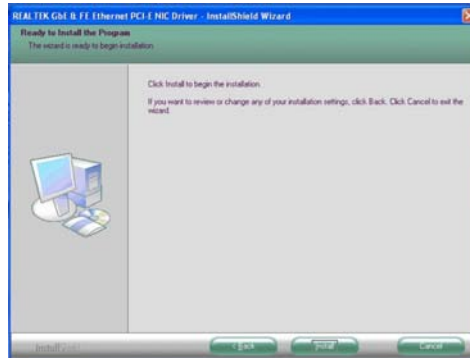 REALTEK GbE & FE Ethernet PCI-E NIC Driver - InstallShield Wizard
Ready to Install the Program
The wizard is ready to begin installation.
Click Install to begin the installation.
If you want to review or change any of your installation settings, click Back. Click Cancel to exit the
wizard.
InstallShield
< Back
Install
Cancel